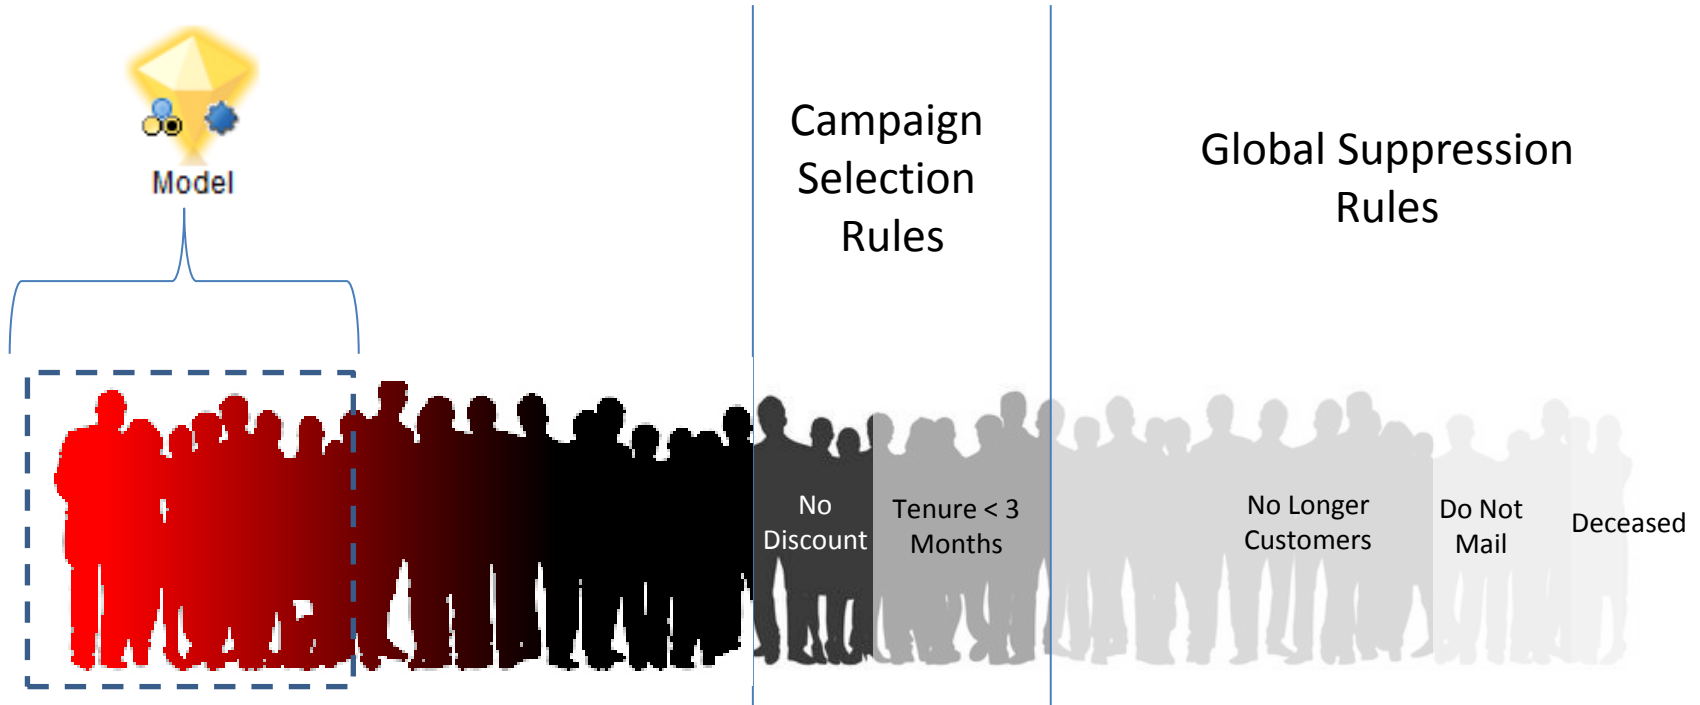 Model
Campaign
Selection
Rules
Global Suppression
Rules
No
Discount
Tenure < 3
Months
No Longer
Customers
Do Not
Mail
Deceased